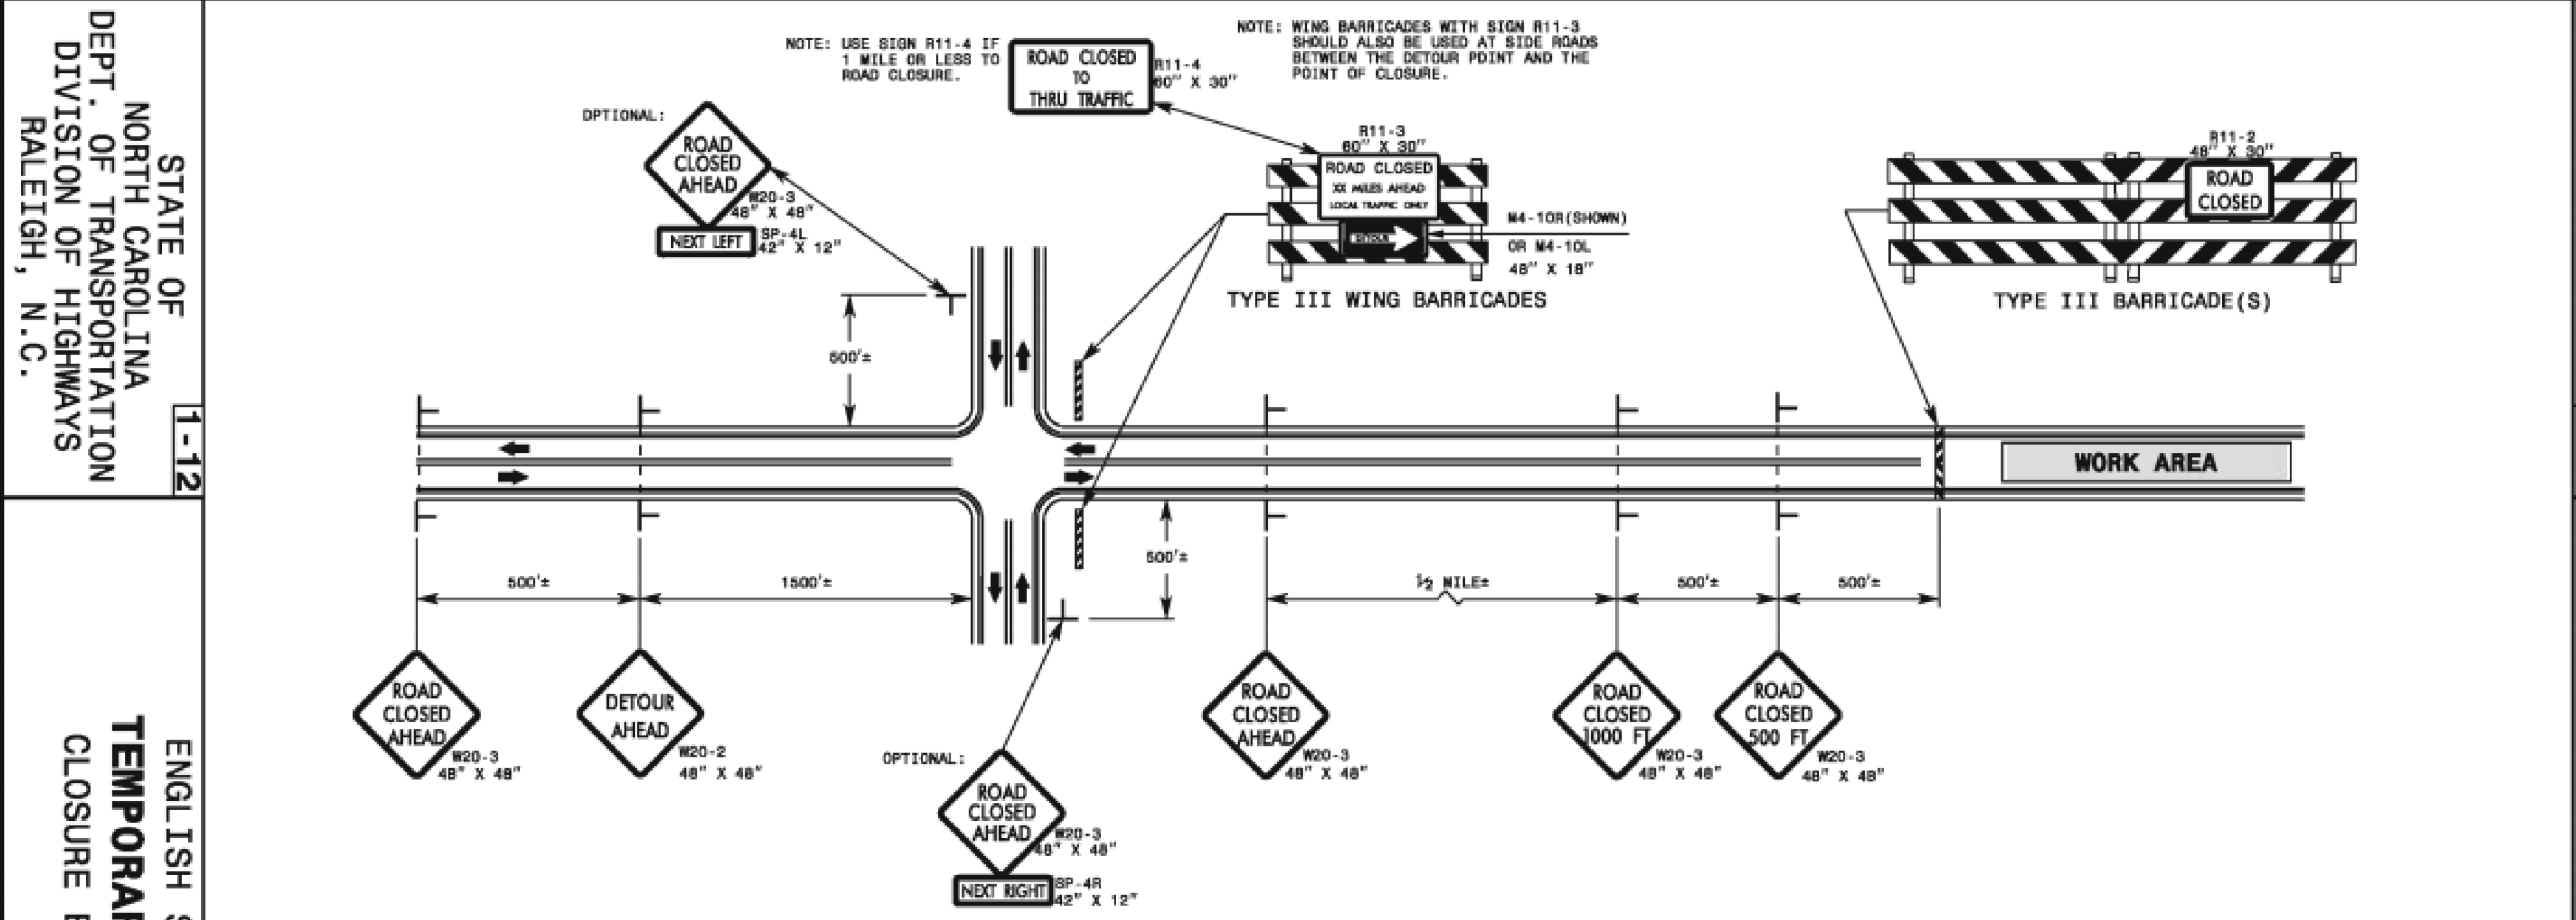 STATE OF
NORTH CAROLINA
DEPT. OF TRANSPORTATION
DIVISION OF HIGHWAYS
RALEIGH, N.C.
1-12
ENGLISH S
TEMPORAR
CLOSURE
NOTE: USE SIGN R11-4 IF
1 MILE OR LESS TO
ROAD CLOSURE.
ROAD CLOSED
TO
THRU TRAFFIC
R11-4
60" X 30"
NOTE: WING BARRICADES WITH SIGN R11-3
SHOULD ALSO BE USED AT SIDE ROADS
BETWEEN THE DETOUR POINT AND THE
POINT OF CLOSURE.
OPTIONAL:
ROAD
CLOSED
AHEAD
W20-3
48" X 48"
NEXT LEFT
SP-4L
42" X 12"
R11-3
60" X 30"
ROAD CLOSED
XX MILES AHEAD
LOCAL TRAFFIC ONLY
DETOUR
M4-10R(SHOWN)
OR M4-10L
48" X 18"
TYPE III WING BARRICADES
R11-2
48" X 30"
ROAD
CLOSED
TYPE III BARRICADE(S)
500'±
WORK AREA
500'±
500'±
1500'±
½ MILE±
500'±
500'±
ROAD
CLOSED
AHEAD
W20-3
48" X 48"
DETOUR
AHEAD
W20-2
48" X 48"
OPTIONAL:
ROAD
CLOSED
AHEAD
W20-3
48" X 48"
NEXT RIGHT
SP-4R
42" X 12"
ROAD
CLOSED
AHEAD
W20-3
48" X 48"
ROAD
CLOSED
1000 FT
W20-3
48" X 48"
ROAD
CLOSED
500 FT
W20-3
48" X 48"